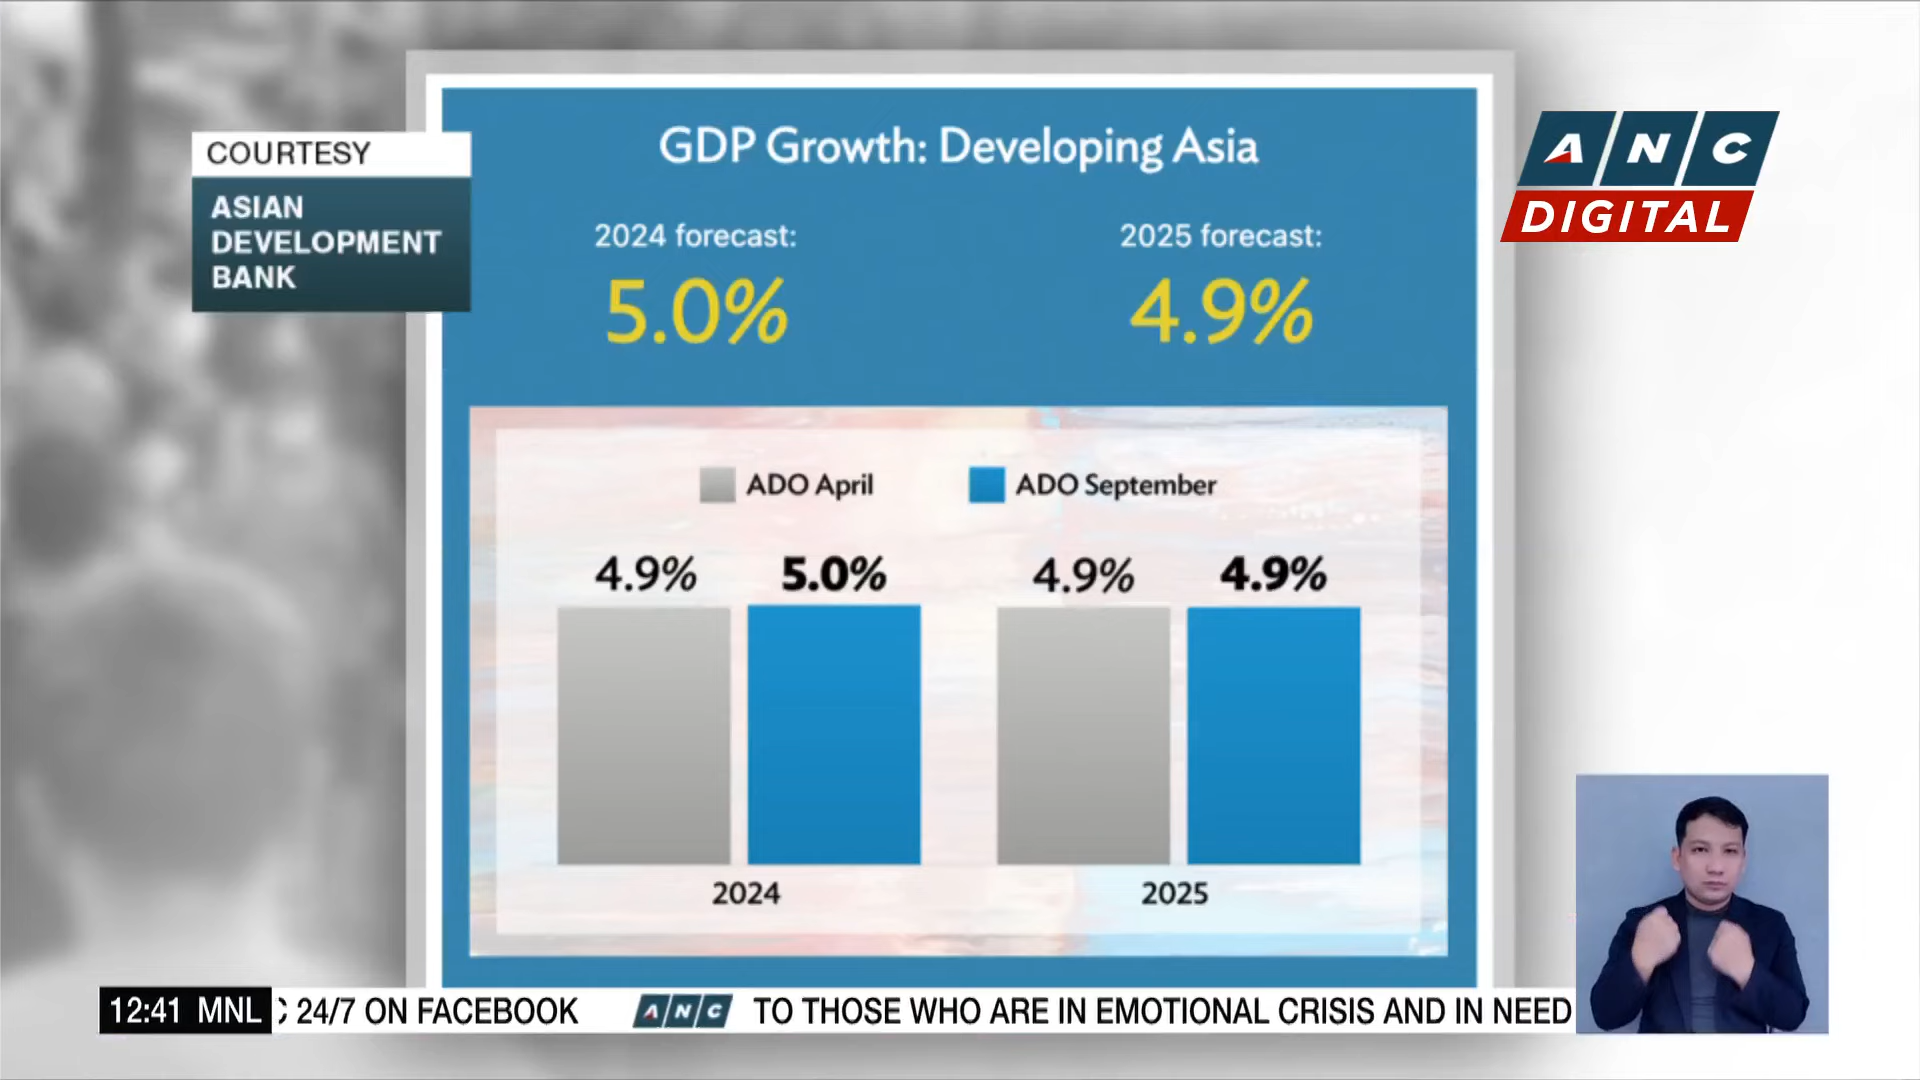 COURTESY
ASIAN
DEVELOPMENT
BANK
GDP Growth: Developing Asia
2024 forecast:
5.0%
2025 forecast:
4.9%
ANC
DIGITAL
ADO April
ADO September
4.9%
5.0%
4.9%
4.9%
2024
2025
12:41 MNL
24/7 ON FACEBOOK
ANC
TO THOSE WHO ARE IN EMOTIONAL CRISIS AND IN NEED